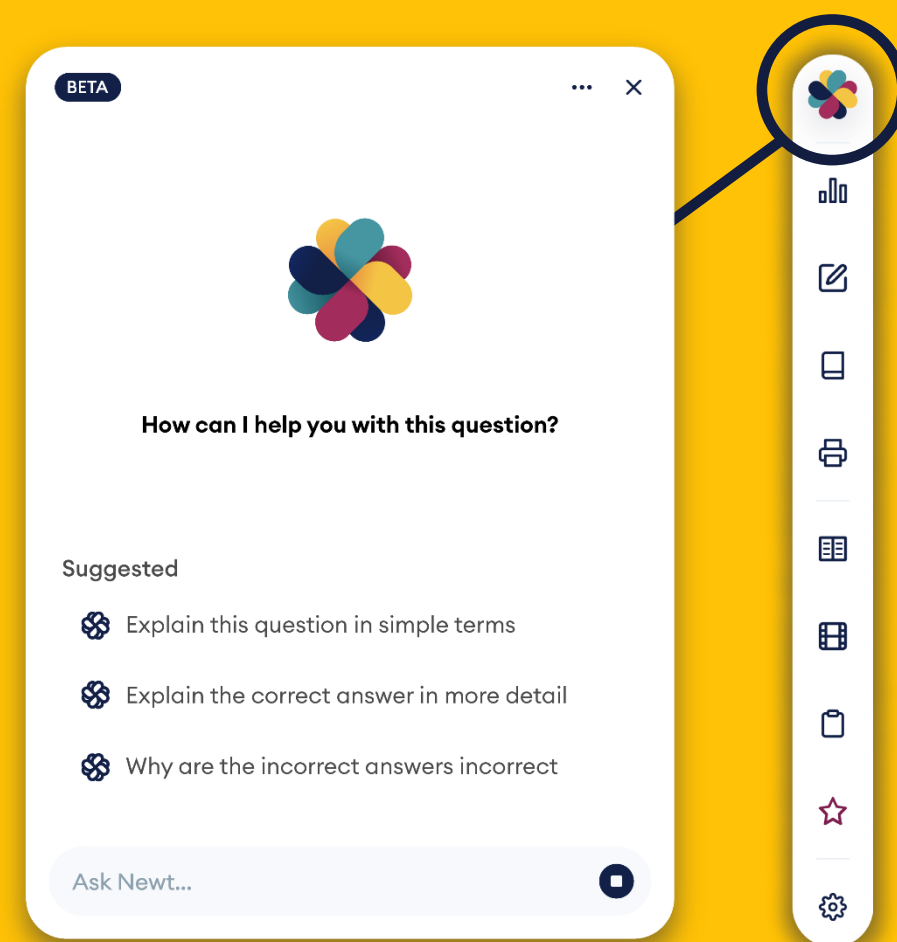 BETA
How can I help you with this question?
Suggested
Explain this question in simple terms
Explain the correct answer in more detail
Why are the incorrect answers incorrect
Ask Newt...